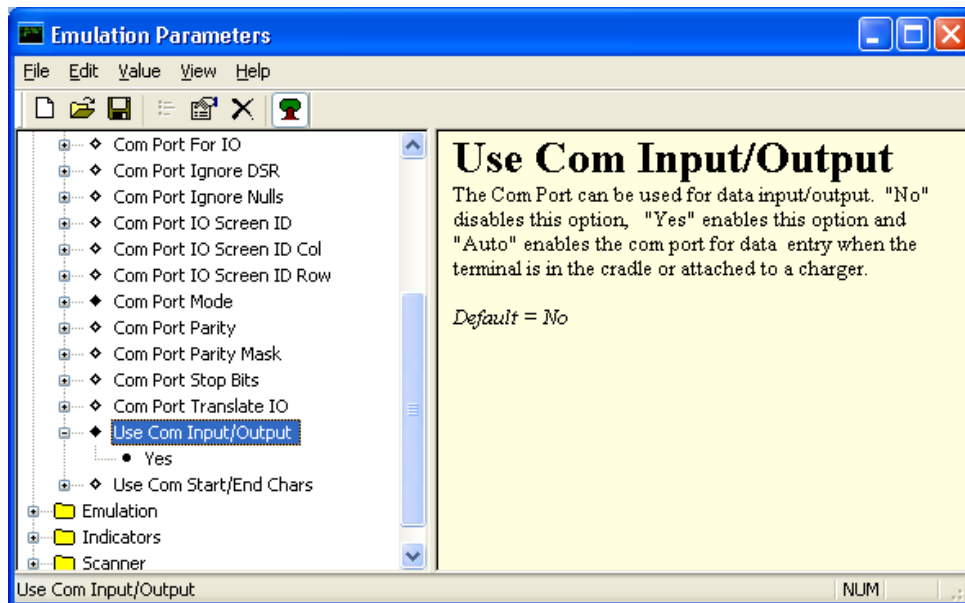 Emulation Parameters
File Edit Value View Help
Com Port For IO
Com Port Ignore DSR
Com Port Ignore Nulls
Com Port IO Screen ID
Com Port IO Screen ID Col
Com Port IO Screen ID Row
Com Port Mode
Com Port Parity
Com Port Parity Mask
Com Port Stop Bits
Com Port Translate IO
Use Com Input/Output
Yes
Use Com Start/End Chars
Emulation
Indicators
Scanner
Use Com Input/Output
The Com Port can be used for data input/output. "No"
disables this option, "Yes" enables this option and
"Auto" enables the com port for data entry when the
terminal is in the cradle or attached to a charger.
Default = No
Use Com Input/Output
NUM